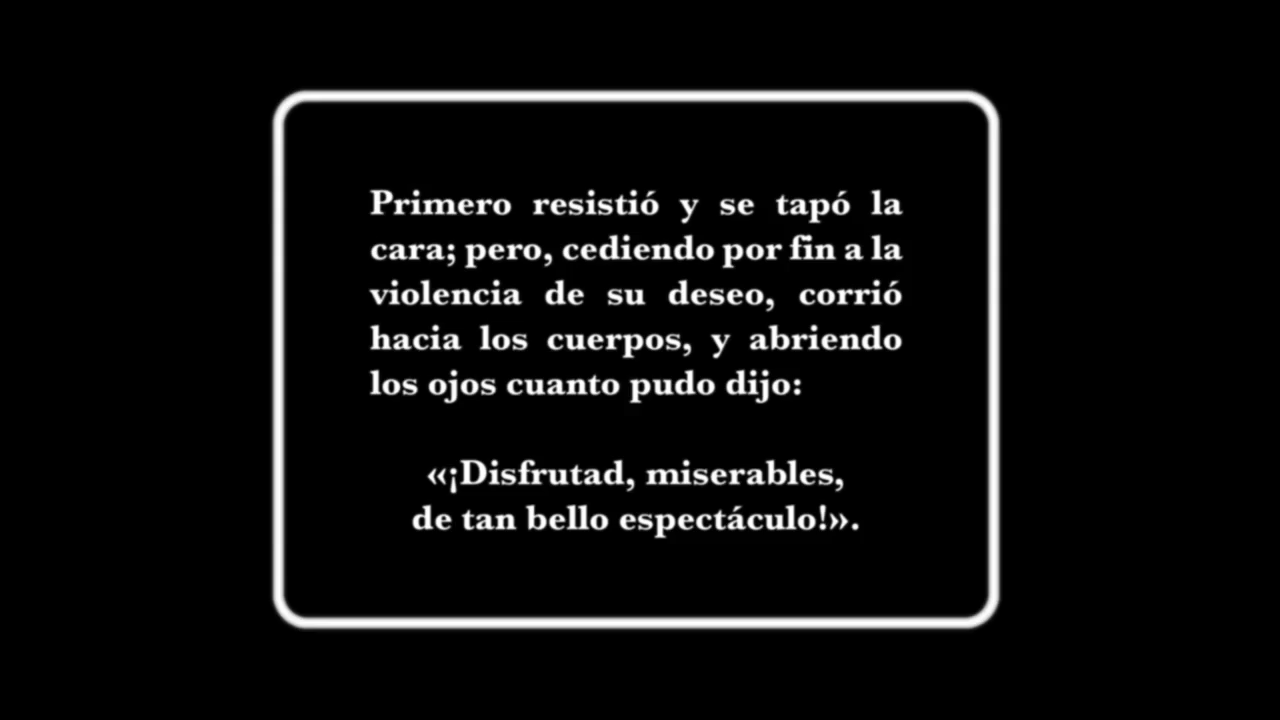 Primero resistió y se tapó la
cara; pero, cediendo por fin a la
violencia de su deseo, corrió
hacia los cuerpos, y abriendo
los ojos cuanto pudo dijo:
«¡Disfrutad, miserables,
de tan bello espectáculo!».